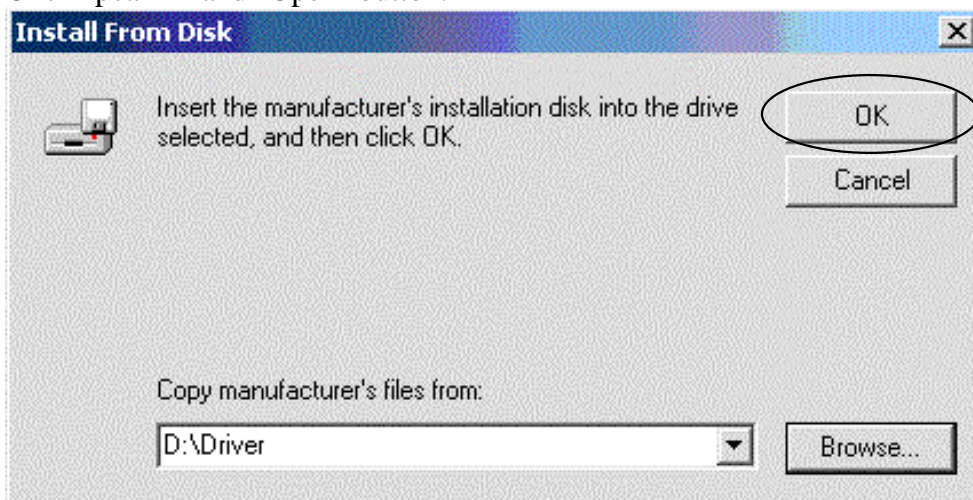 Install From Disk
Insert the manufacturer's installation disk into the drive
selected, and then click OK.
OK
Cancel
Copy manufacturer's files from:
D:\Driver
Browse...